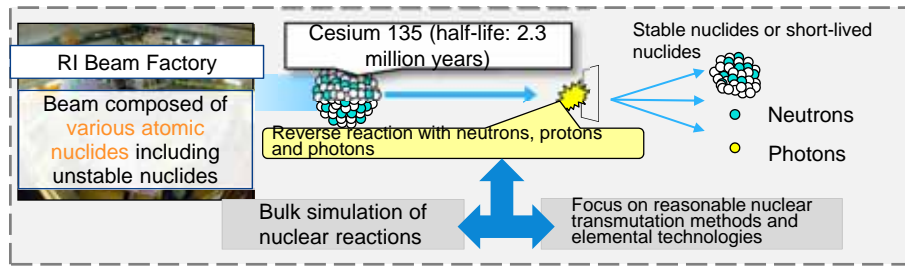 RI Beam Factory
Beam composed of
various atomic
nuclides including
unstable nuclides
Cesium 135 (half-life: 2.3
million years)
Reverse reaction with neutrons, protons
and photons
Stable nuclides or short-lived
nuclides
Neutrons
Photons
Bulk simulation of
nuclear reactions
Focus on reasonable nuclear
transmutation methods and
elemental technologies